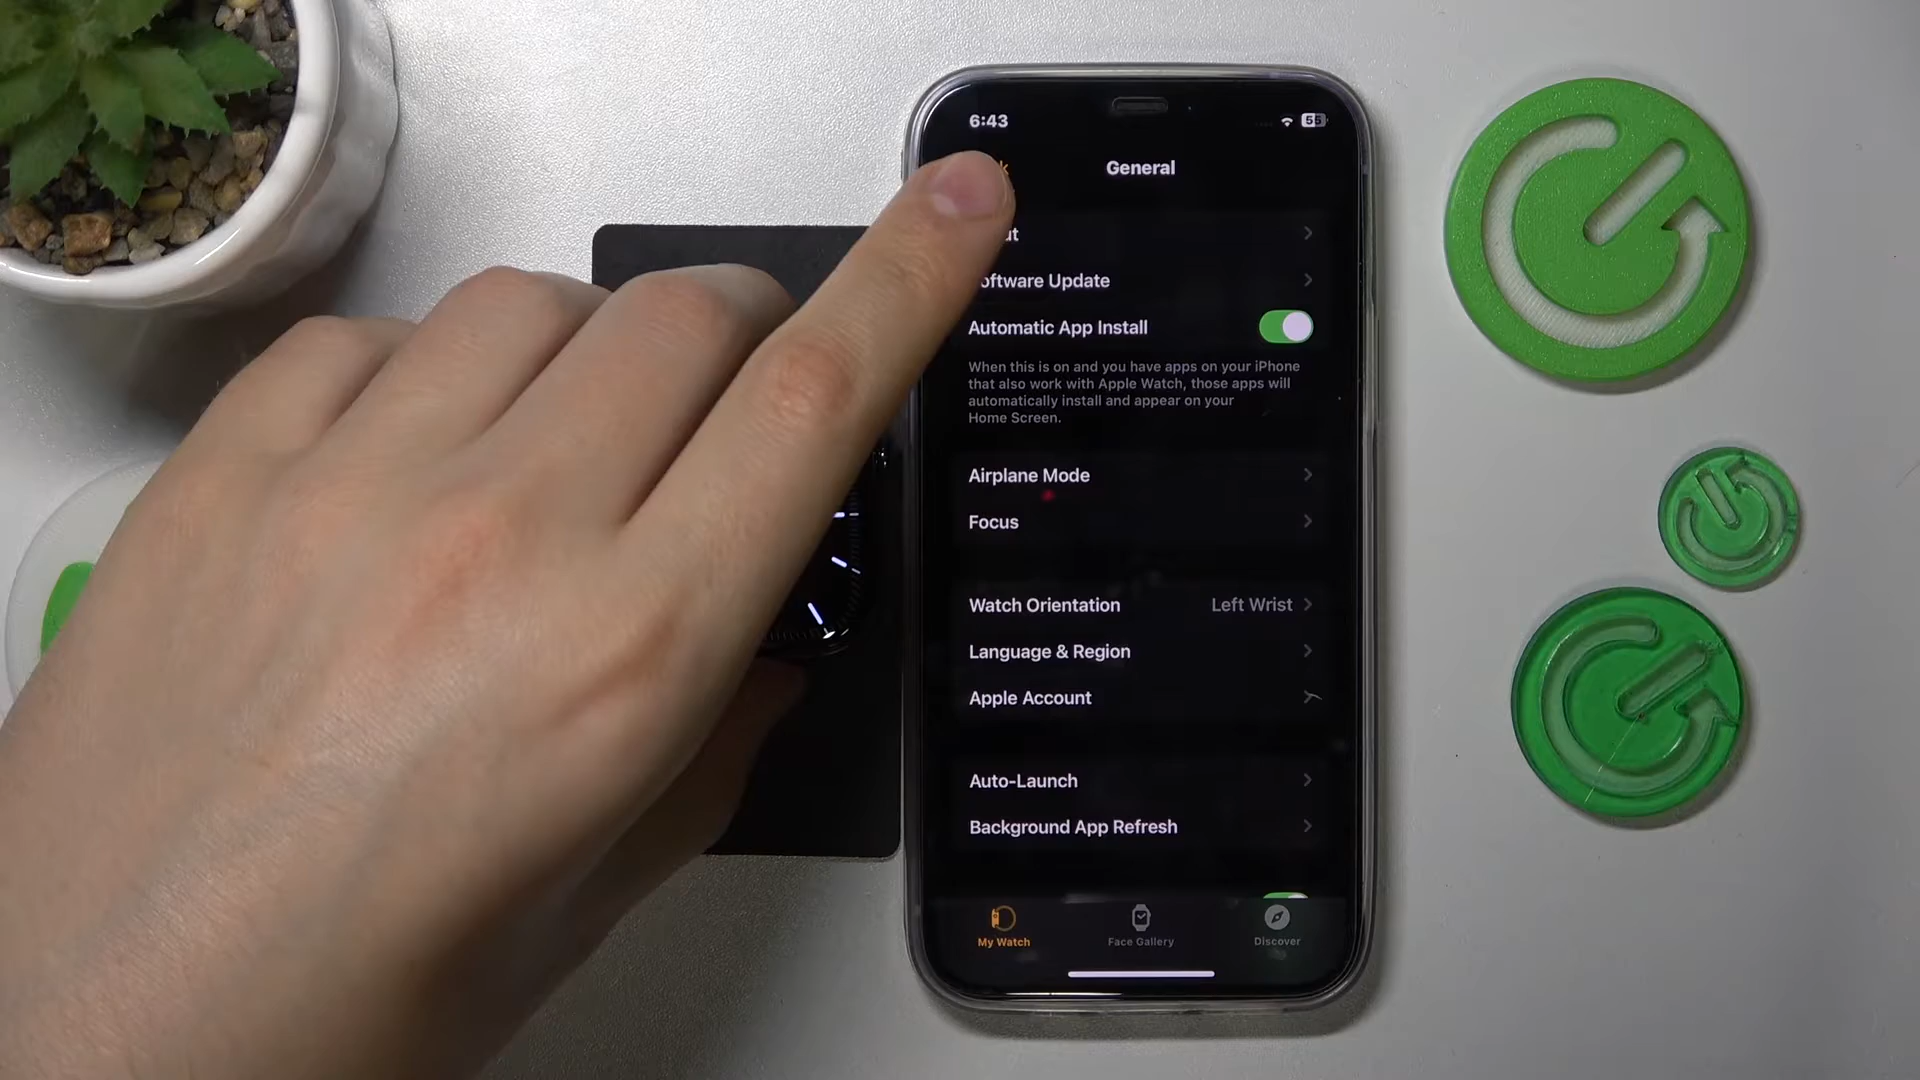 6:43
55
General
Software Update
Automatic App Install
When this is on and you have apps on your iPhone
that also work with Apple Watch, those apps will
automatically install and appear on your
Home Screen.
Airplane Mode
Focus
Watch Orientation
Left Wrist
Language & Region
Apple Account
Auto-Launch
Background App Refresh
My Watch
Face Gallery
Discover